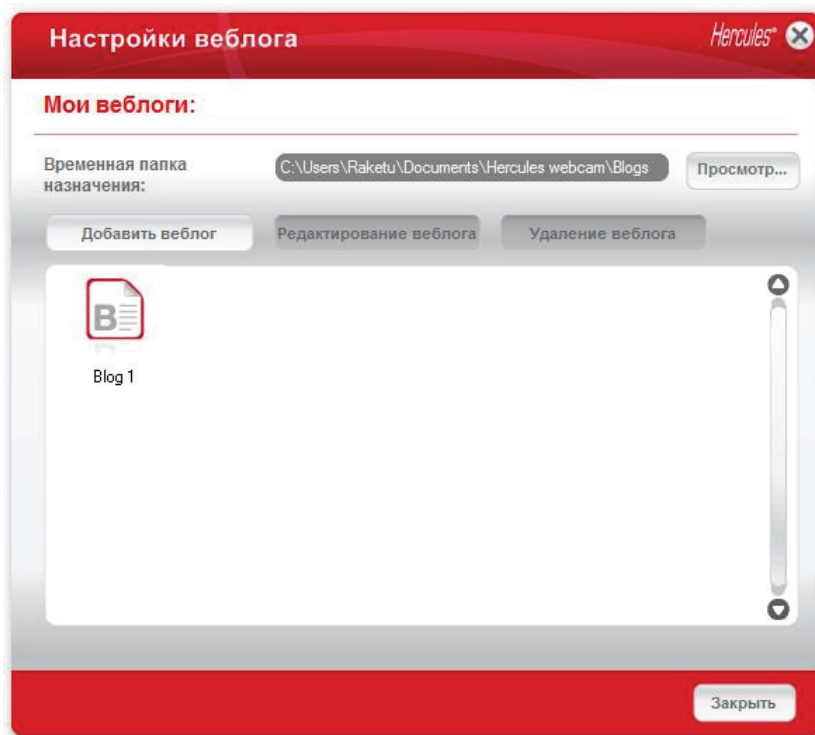 Настройки веблога
Hercules®
Мои веблоги:
Временная папка
назначения:
C:\Users\Raketu\Documents\Hercules webcam\Blogs
Просмотр...
Добавить веблог
Редактирование веблога
Удаление веблога
B
Blog 1
Закрыть